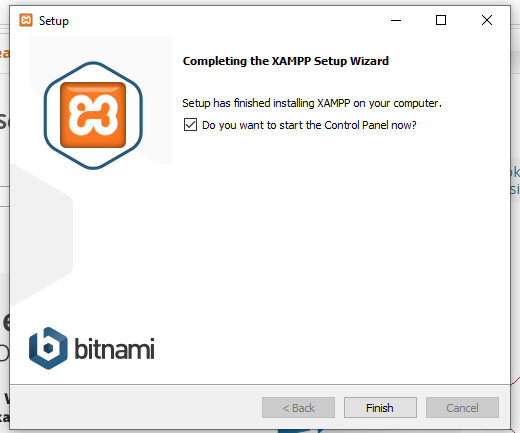 Setup
Completing the XAMPP Setup Wizard
Setup has finished installing XAMPP on your computer.
Do you want to start the Control Panel now?
bitnami
< Back
Finish
Cancel